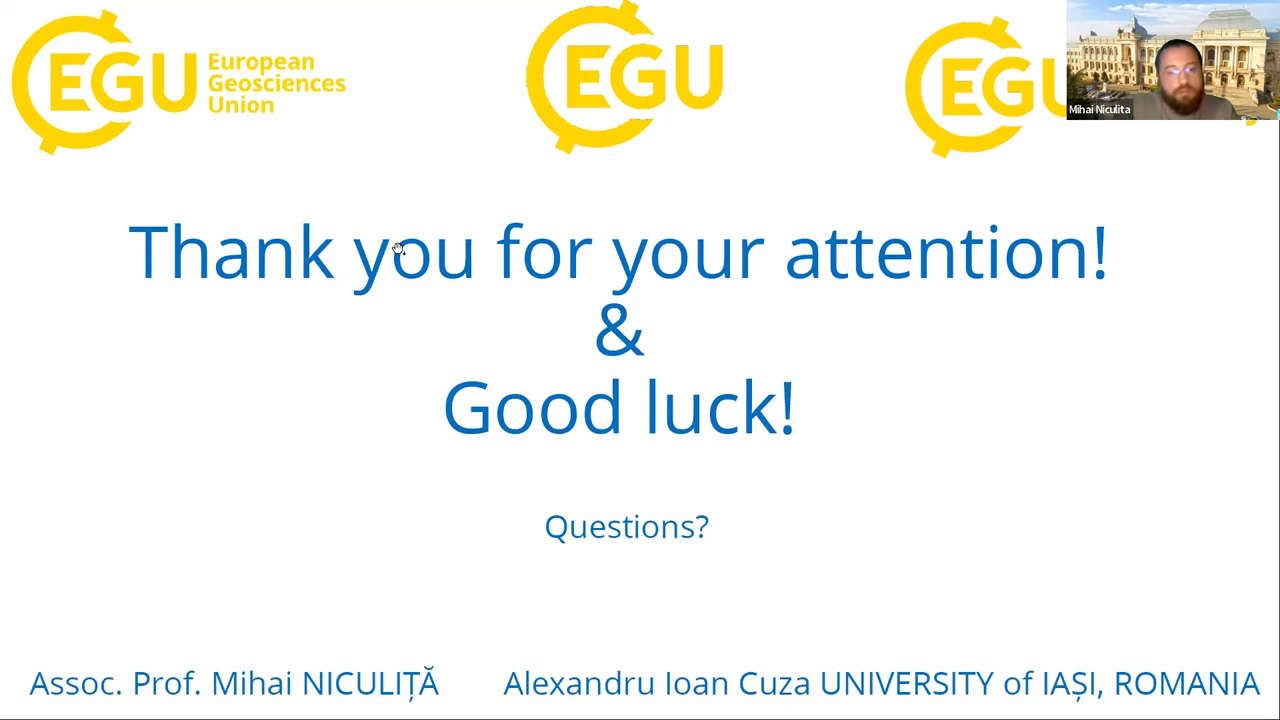 EGU European
Geosciences
Union
EGU
EGU
Mihai Niculita
Thank you for your attention!
&
Good luck!
Questions?
Assoc. Prof. Mihai NICULIȚĂ
Alexandru Ioan Cuza UNIVERSITY of IAȘI, ROMANIA